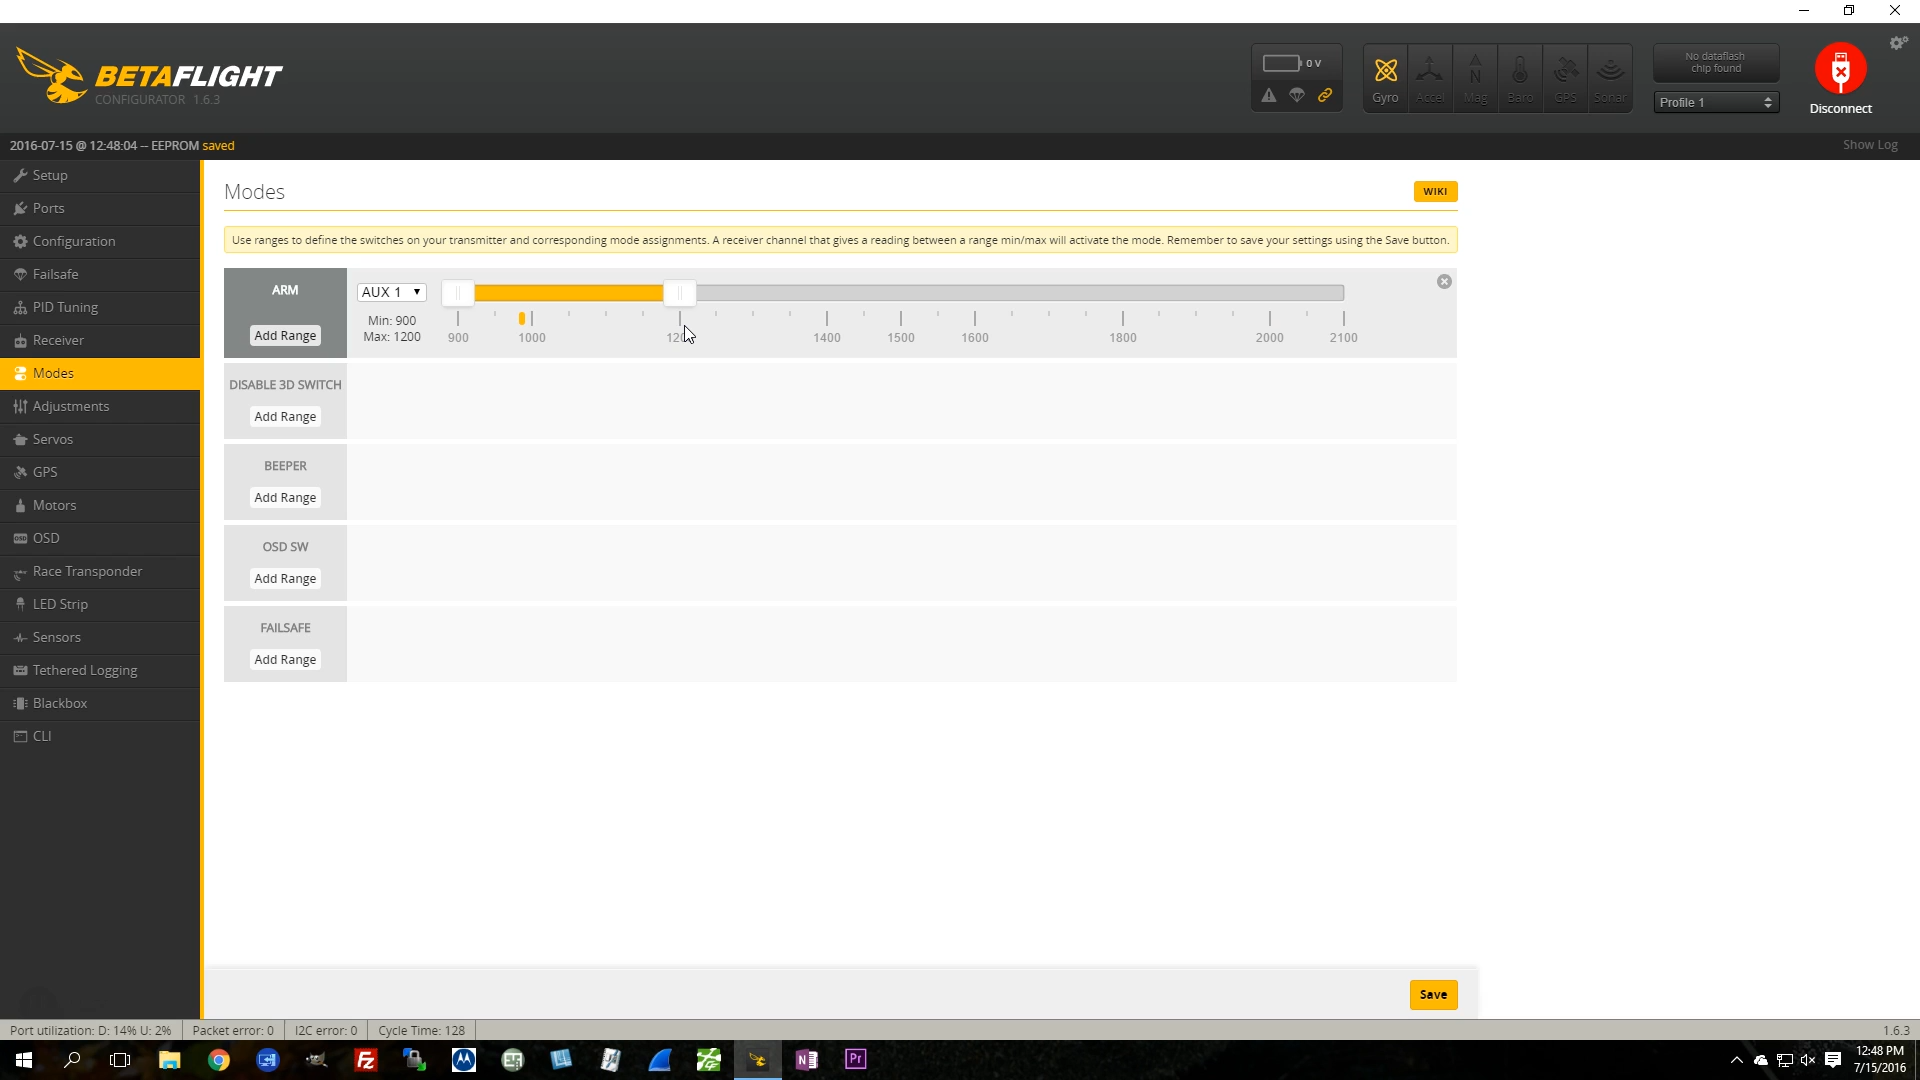 BETAFLIGHT
CONFIGURATOR 1.6.3
0 V
Gyro
Accel
Mag
Baro
GPS
Sonar
No dataflash
chip found
Profile 1
Disconnect
2016-07-15 @ 12:48:04 -- EEPROM saved
Show Log
Setup
Ports
Configuration
Failsafe
PID Tuning
Receiver
Modes
Adjustments
Servos
GPS
Motors
OSD
Race Transponder
LED Strip
Sensors
Tethered Logging
Blackbox
CLI
Modes
WIKI
Use ranges to define the switches on your transmitter and corresponding mode assignments. A receiver channel that gives a reading between a range min/max will activate the mode. Remember to save your settings using the Save button.
ARM
Add Range
AUX 1
Min: 900
Max: 1200
900 1000 1200 1400 1500 1600 1800 2000 2100
DISABLE 3D SWITCH
Add Range
BEEPER
Add Range
OSD SW
Add Range
FAILSAFE
Add Range
Save
Port utilization: D: 14% U: 2% Packet error: 0 I2C error: 0 Cycle Time: 128 1.6.3
12:48 PM
7/15/2016